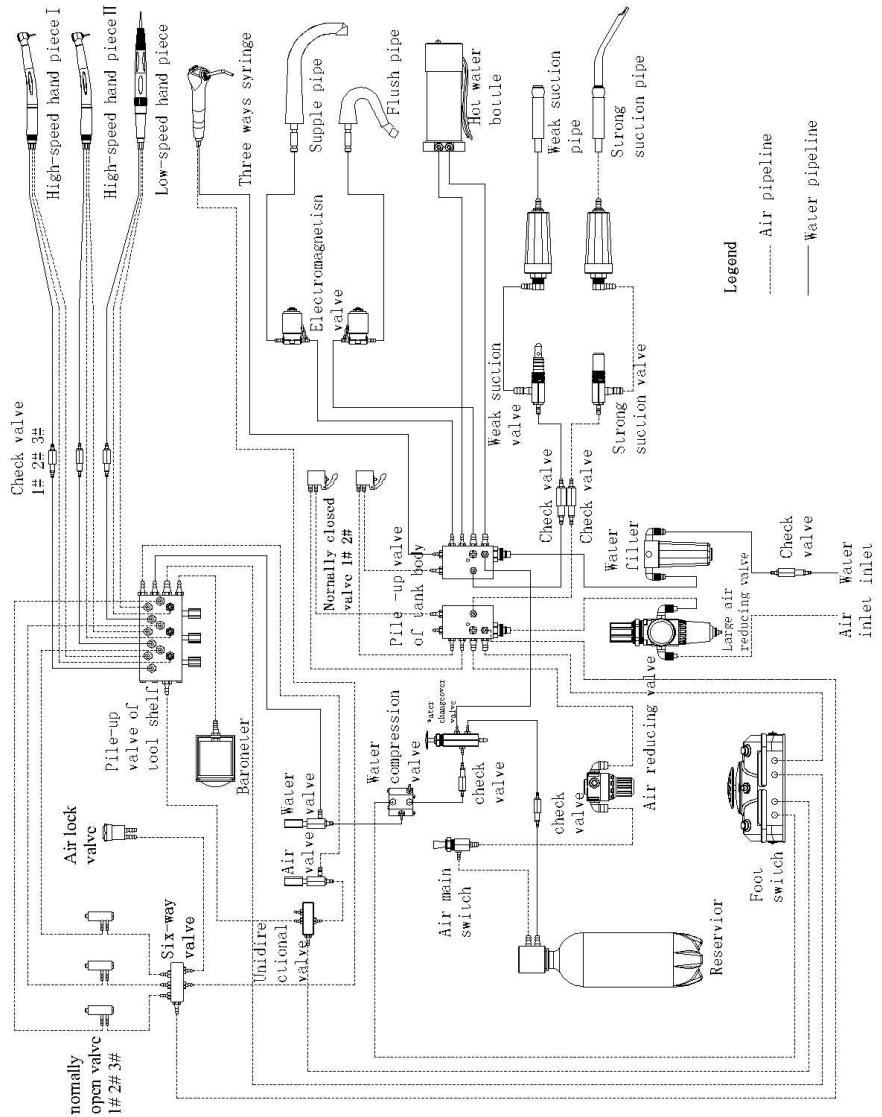 High-speed hand piece I
High-speed hand piece II
Low-speed hand piece
Three ways syringe
Supple pipe
Flush pipe
Hot water
bottle
Weak suction
pipe
Strong
suction pipe
Legend
Air pipeline
Water pipeline
Check valve
1# 2# 3#
Electromagnetisn
valve
Weak suction
valve
Strong
suction valve
Normally closed
valve 1# 2#
Check valve
Check valve
Pile-up
valve of
tool shelf
Barometer
Pile -up valve
of tank body
Water
filter
Large air
reducing valve
Check
valve
Water
inlet
Air
inlet
Air lock
valve
Water
valve
Air
valve
Water
compression
valve
*ater
changeover
valve
check
valve
check
valve
Air reducing valve
Air main
switch
Six-way
valve
Unidire
ctional
valve
Reservior
Foot
switch
normally
open valve
1# 2# 3#